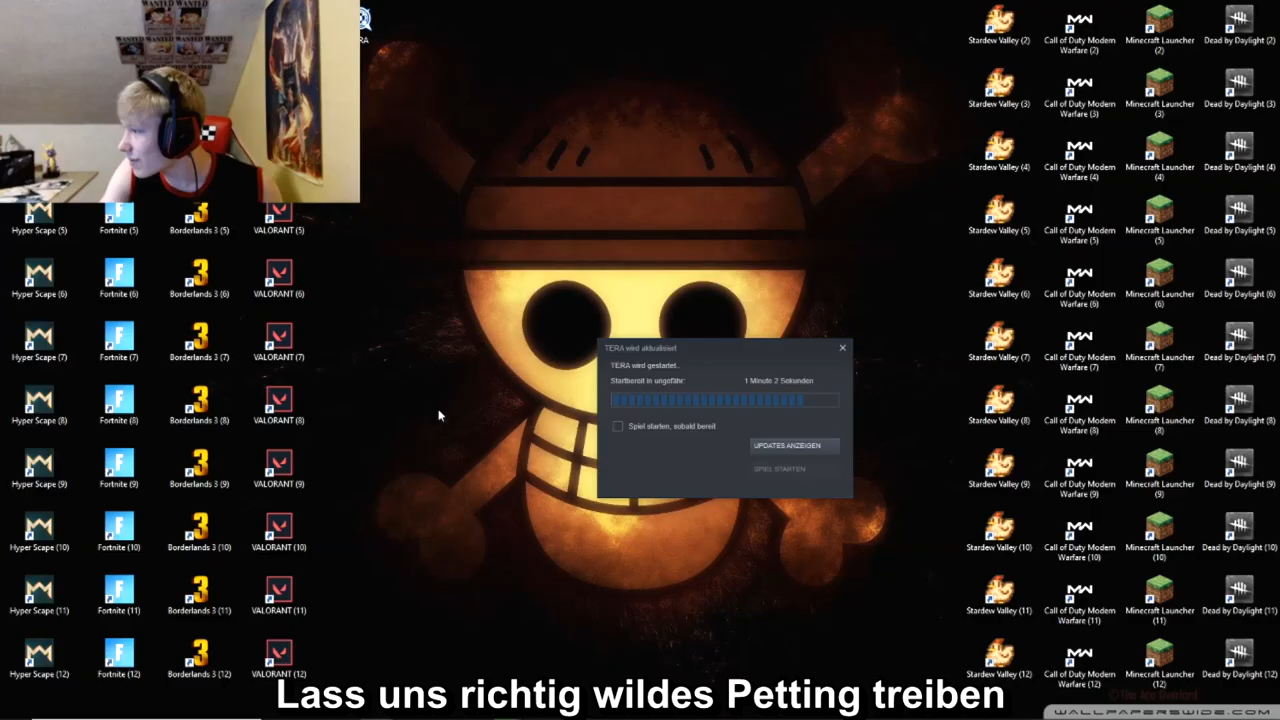 WANTED WANTED
RA
Stardew Valley (2) Call of Duty Modern Warfare (2) Minecraft Launcher (2) Dead by Daylight (2)
Stardew Valley (3) Call of Duty Modern Warfare (3) Minecraft Launcher (3) Dead by Daylight (3)
Stardew Valley (4) Call of Duty Modern Warfare (4) Minecraft Launcher (4) Dead by Daylight (4)
Hyper Scape (5) Fortnite (5) Borderlands 3 (5) VALORANT (5) Stardew Valley (5) Call of Duty Modern Warfare (5) Minecraft Launcher (5) Dead by Daylight (5)
Hyper Scape (6) Fortnite (6) Borderlands 3 (6) VALORANT (6) Stardew Valley (6) Call of Duty Modern Warfare (6) Minecraft Launcher (6) Dead by Daylight (6)
TERA wird aktualisiert
TERA wird gestartet..
Startbereit in ungefähr: 1 Minute 2 Sekunden
Spiel starten, sobald bereit
UPDATES ANZEIGEN
SPIEL STARTEN
Hyper Scape (7) Fortnite (7) Borderlands 3 (7) VALORANT (7) Stardew Valley (7) Call of Duty Modern Warfare (7) Minecraft Launcher (7) Dead by Daylight (7)
Hyper Scape (8) Fortnite (8) Borderlands 3 (8) VALORANT (8) Stardew Valley (8) Call of Duty Modern Warfare (8) Minecraft Launcher (8) Dead by Daylight (8)
Hyper Scape (9) Fortnite (9) Borderlands 3 (9) VALORANT (9) Stardew Valley (9) Call of Duty Modern Warfare (9) Minecraft Launcher (9) Dead by Daylight (9)
Hyper Scape (10) Fortnite (10) Borderlands 3 (10) VALORANT (10) Stardew Valley (10) Call of Duty Modern Warfare (10) Minecraft Launcher (10) Dead by Daylight (10)
Hyper Scape (11) Fortnite (11) Borderlands 3 (11) VALORANT (11) Stardew Valley (11) Call of Duty Modern Warfare (11) Minecraft Launcher (11) Dead by Daylight (11)
Hyper Scape (12) Fortnite (12) Borderlands 3 (12) VALORANT (12) Stardew Valley (12) Call of Duty Modern Warfare (12) Minecraft Launcher (12) Dead by Daylight (12)
Lass uns richtig wildes Petting treiben
WALLPAPERSWIDE.COM